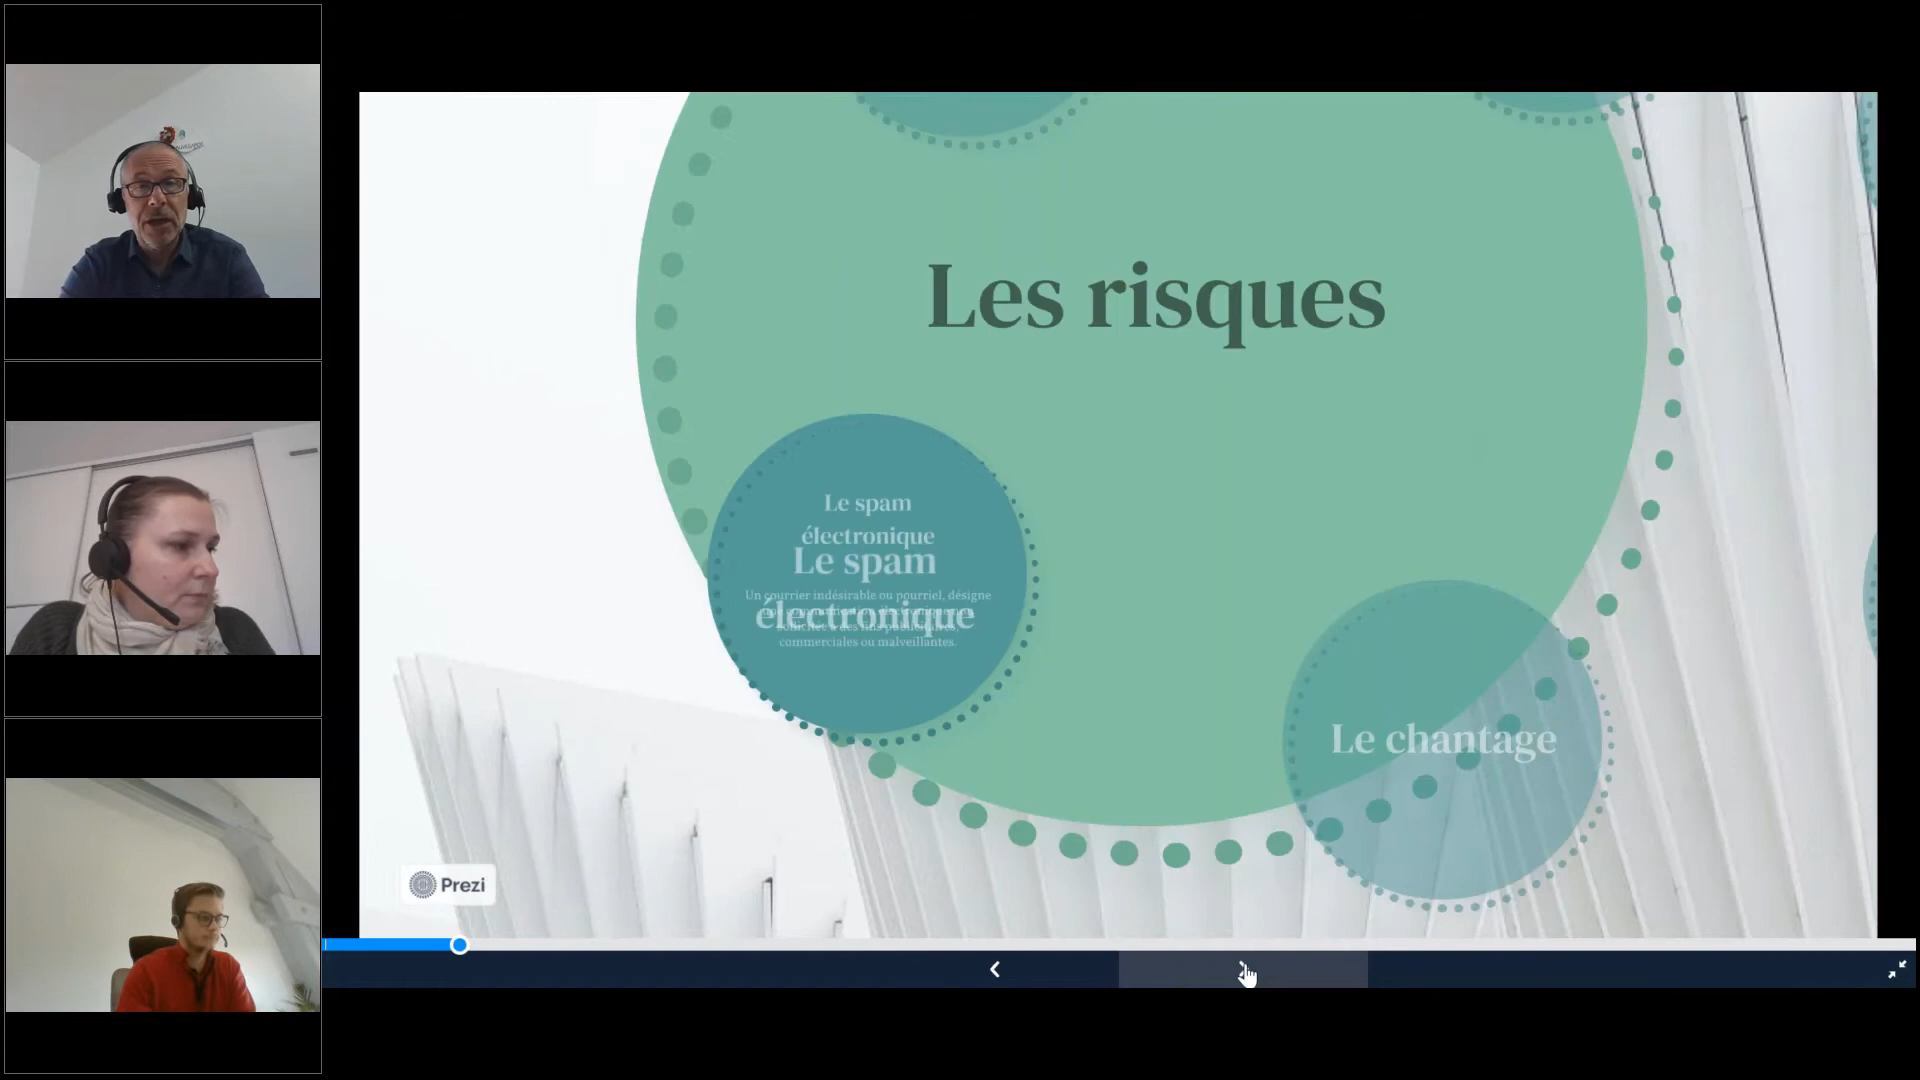 Les risques
Le spam
électronique
Le spam
électronique
Un courrier indésirable ou pourriel, désigne
commerciales ou malveillantes.
Le chantage
Prezi